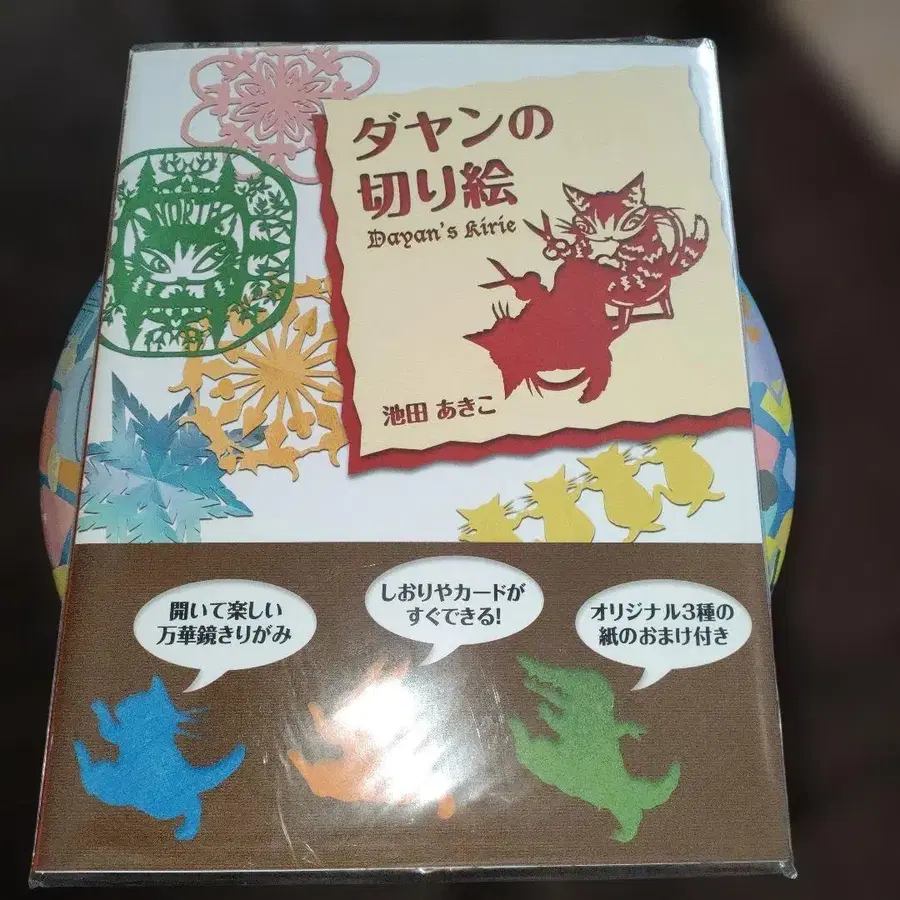 ダヤンの
切り絵
Dayan's Kirie
NORTH
池田 あきこ
開いて楽しい
万華鏡きりがみ
しおりやカードが
すぐできる!
オリジナル3種の
紙のおまけ付き